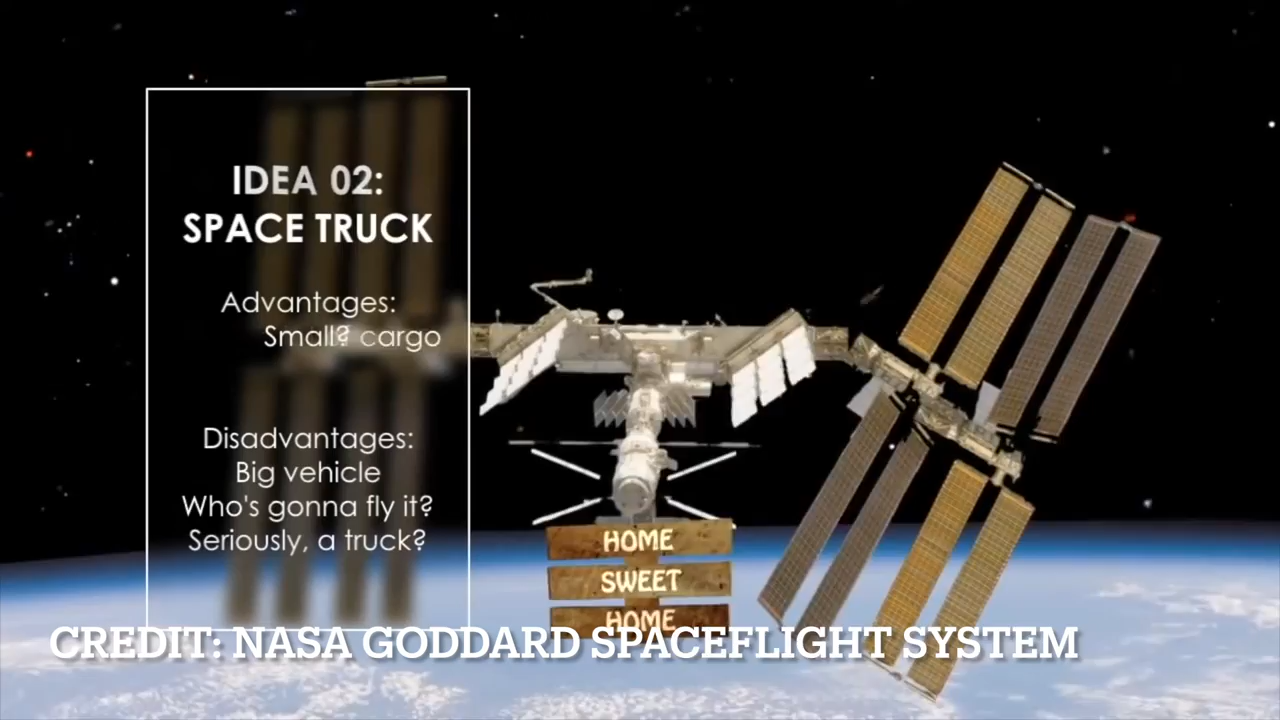 IDEA 02:
SPACE TRUCK
Advantages:
Small? cargo
Disadvantages:
Big vehicle
Who's gonna fly it?
Seriously, a truck?
HOME
SWEET
HOME
CREDIT: NASA GODDARD SPACEFLIGHT SYSTEM